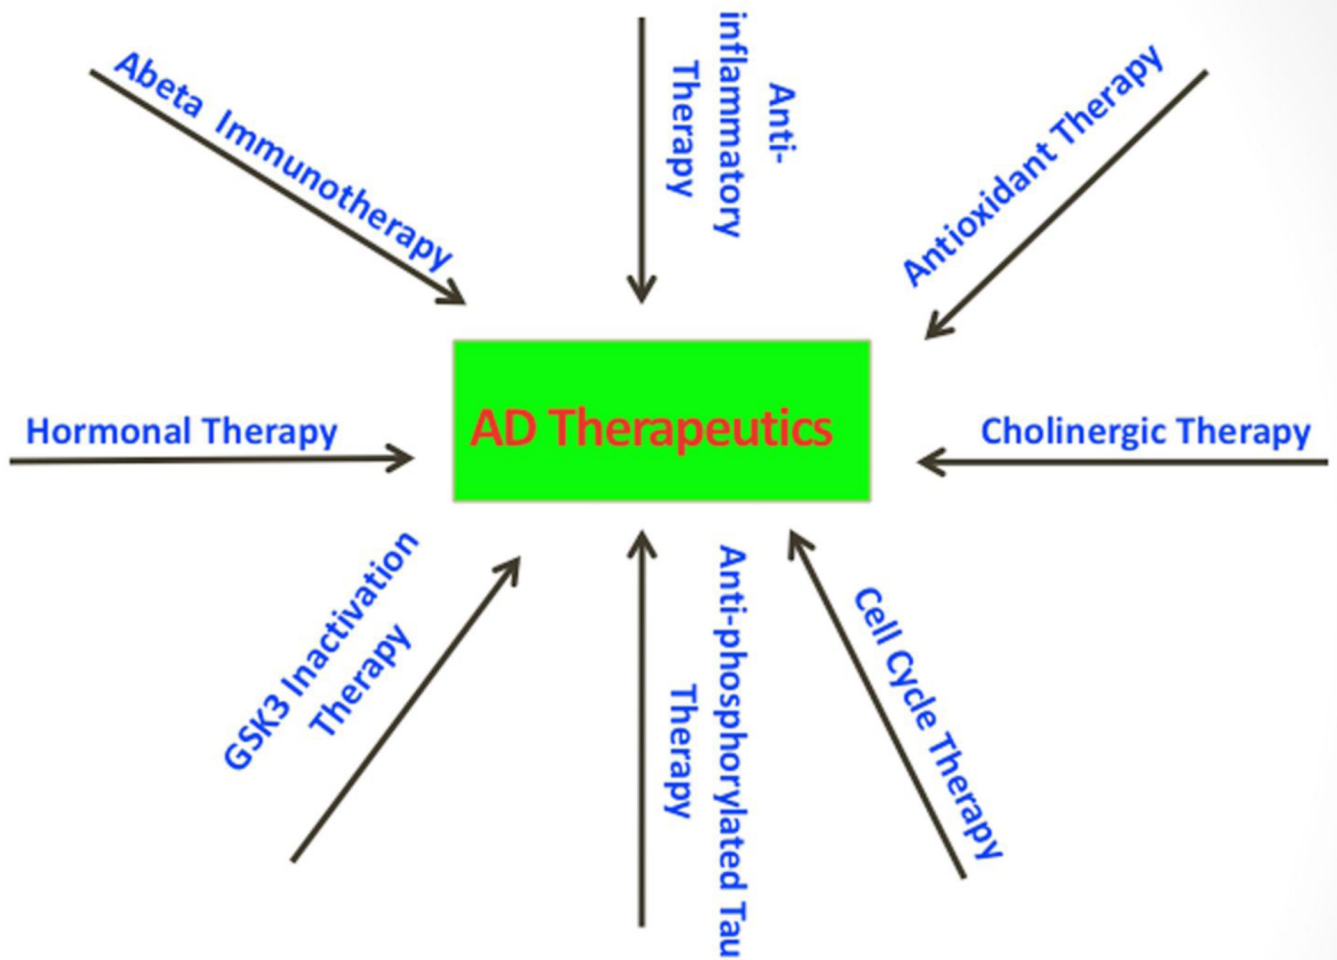 Abeta Immunotherapy
Anti-
inflammatory
Therapy
Antioxidant Therapy
Hormonal Therapy
AD Therapeutics
Cholinergic Therapy
GSK3 Inactivation
Therapy
Anti-phosphorylated Tau
Therapy
Cell Cycle Therapy